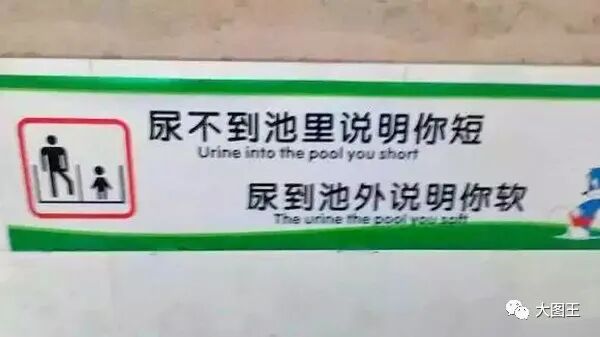 尿不到池里说明你短
Urine into the pool you short
尿到池外说明你软
The urine the pool you soft
大图王